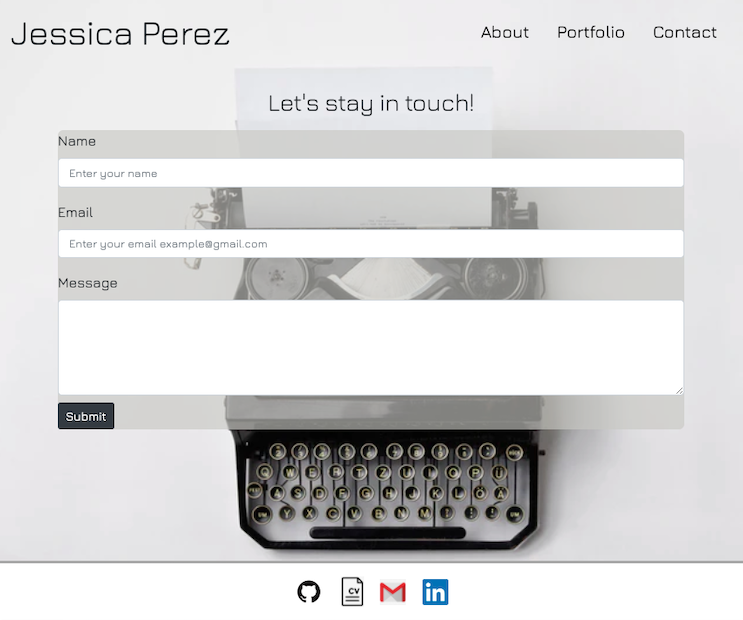 Jessica Perez
About Portfolio Contact
Let's stay in touch!
Name
Enter your name
Email
Enter your email example@gmail.com
Message
Submit
Q W E R T Z U I O P Ü
A S D F G H J K L Ö Ä
Y X C V B N M
CV
in